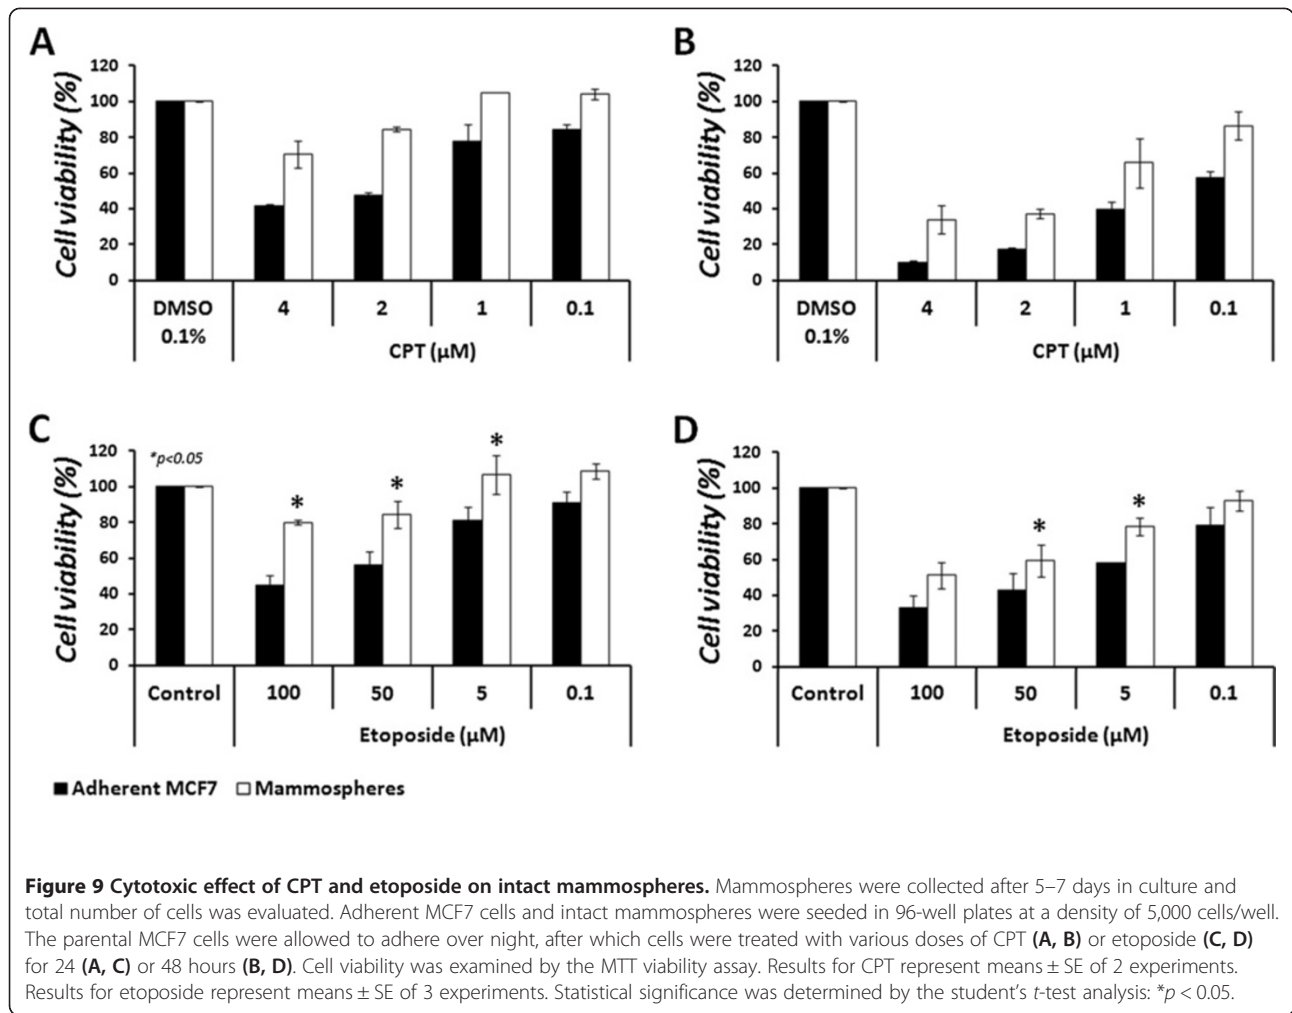 A
120
100
80
60
40
20
0
Cell viability (%)
DMSO 0.1%
4 2 1 0.1
CPT (µM)
B
120
100
80
60
40
20
0
Cell viability (%)
DMSO 0.1%
4 2 1 0.1
CPT (µM)
C
120
100
80
60
40
20
0
Cell viability (%)
*p<0.05
* * *
Control 100 50 5 0.1
Etoposide (µM)
D
120
100
80
60
40
20
0
Cell viability (%)
* *
Control 100 50 5 0.1
Etoposide (µM)
Adherent MCF7 Mammospheres
Figure 9 Cytotoxic effect of CPT and etoposide on intact mammospheres. Mammospheres were collected after 5–7 days in culture and
total number of cells was evaluated. Adherent MCF7 cells and intact mammospheres were seeded in 96-well plates at a density of 5,000 cells/well.
The parental MCF7 cells were allowed to adhere over night, after which cells were treated with various doses of CPT (A, B) or etoposide (C, D)
for 24 (A, C) or 48 hours (B, D). Cell viability was examined by the MTT viability assay. Results for CPT represent means ± SE of 2 experiments.
Results for etoposide represent means ± SE of 3 experiments. Statistical significance was determined by the student's t-test analysis: *p < 0.05.